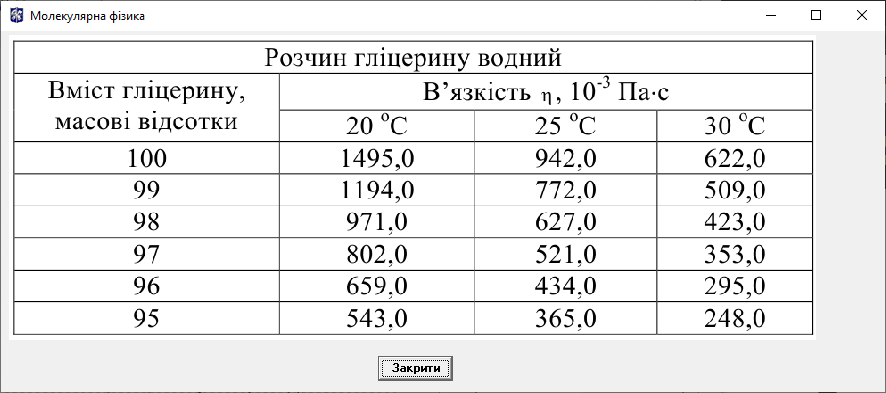 Молекулярна фізика
Розчин гліцерину водний
Вміст гліцерину, масові відсотки
В’язкість η, 10⁻³ Па·с
20 °C 25 °C 30 °C
100 1495,0 942,0 622,0
99 1194,0 772,0 509,0
98 971,0 627,0 423,0
97 802,0 521,0 353,0
96 659,0 434,0 295,0
95 543,0 365,0 248,0
Закрити